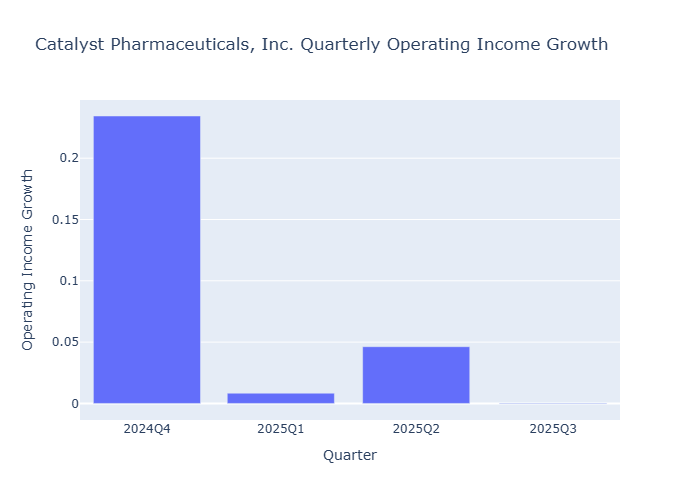 Catalyst Pharmaceuticals, Inc. Quarterly Operating Income Growth
Operating Income Growth
0.2
0.15
0.1
0.05
0
2024Q4 2025Q1 2025Q2 2025Q3
Quarter